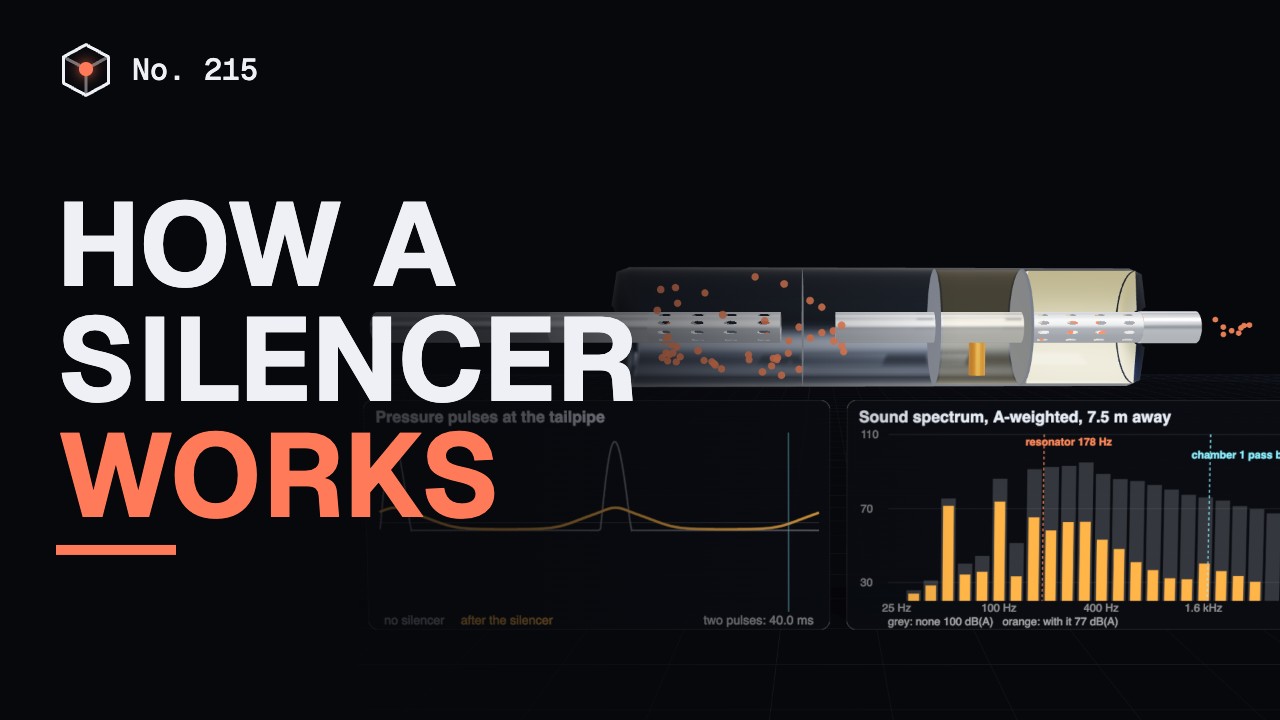 No. 215
HOW A
SILENCER
WORKS
Pressure pulses at the tailpipe
no silencer after the silencer
two pulses: 40.0 ms
Sound spectrum, A-weighted, 7.5 m away
110
resonator 178 Hz
chamber 1 pass b
70
30
25 Hz 100 Hz 400 Hz 1.6 kHz
grey: none 100 dB(A) orange: with it 77 dB(A)